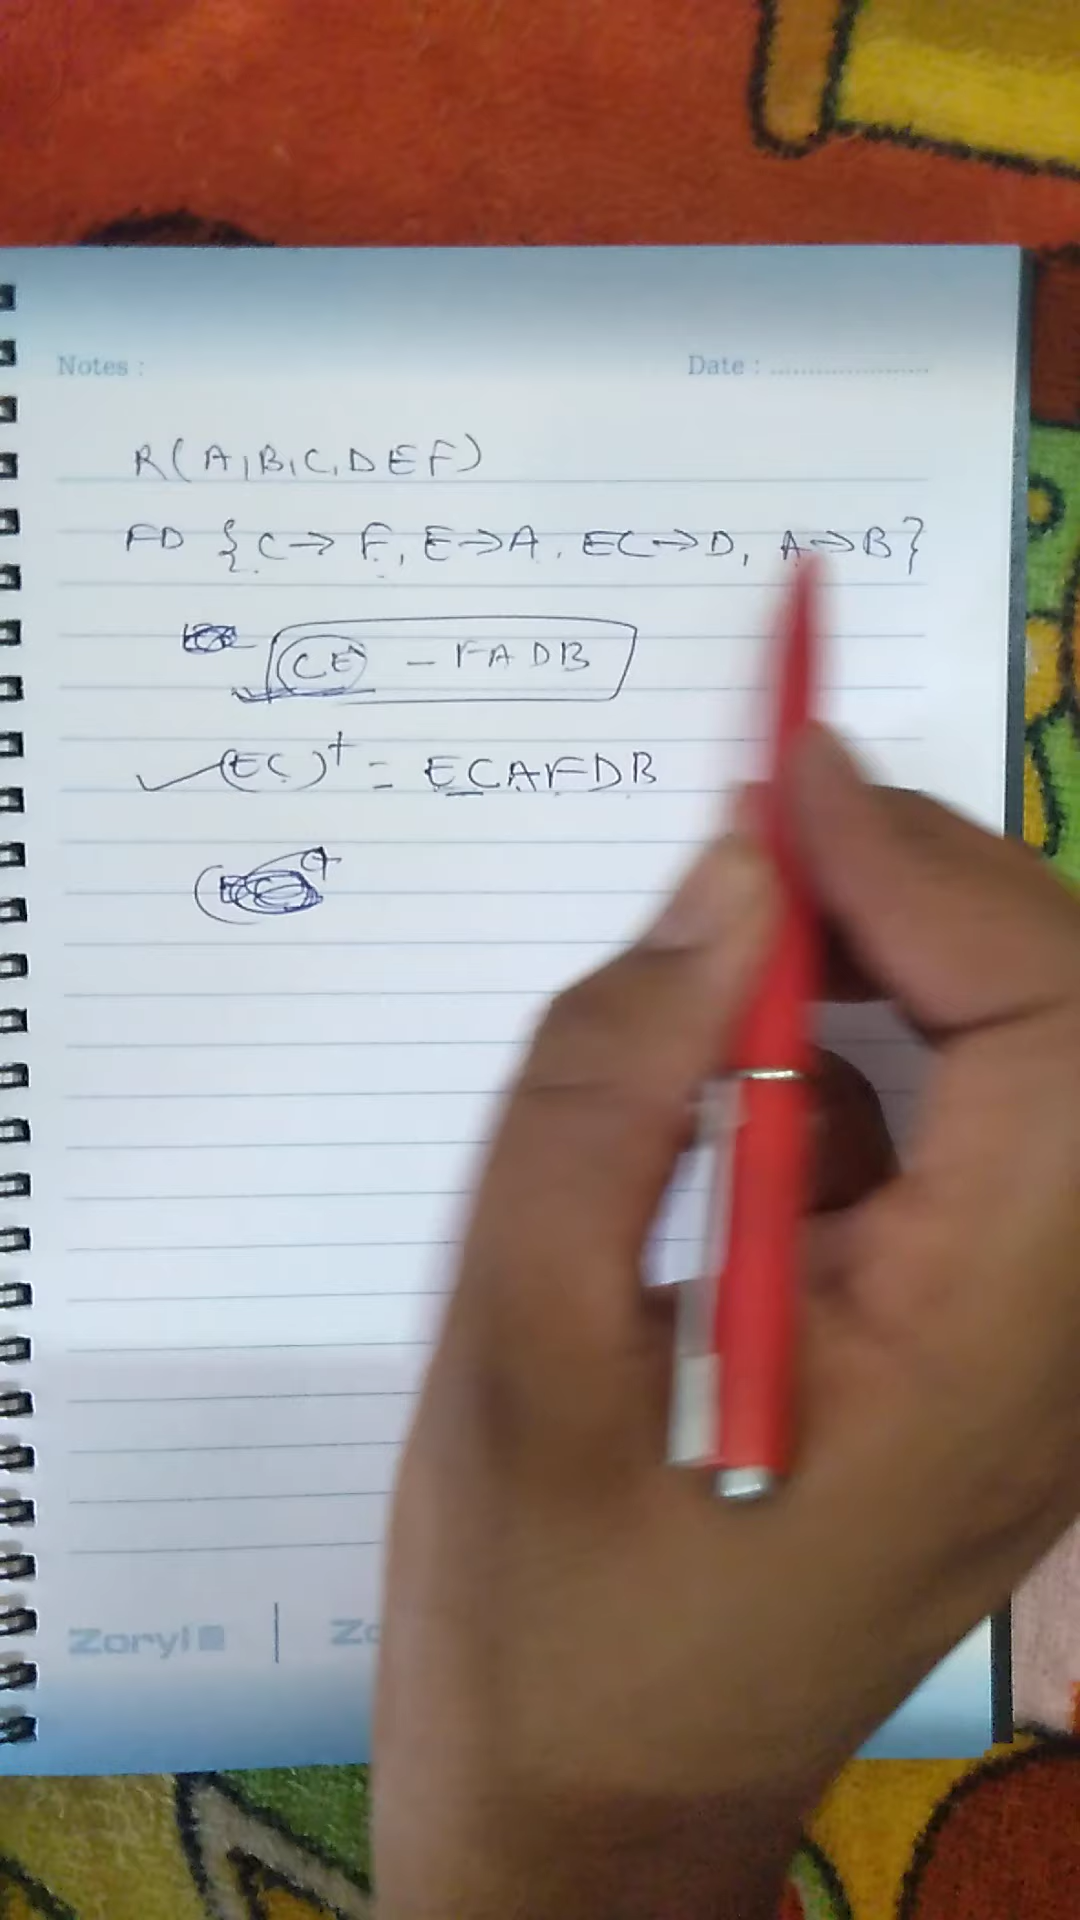 Notes :
Date : ........................
R(A,B,C,DEF)
FD {C→F, E→A, EC→D, A→B}
CE - FADB
(EC)+ = ECAFDB
Zoryl